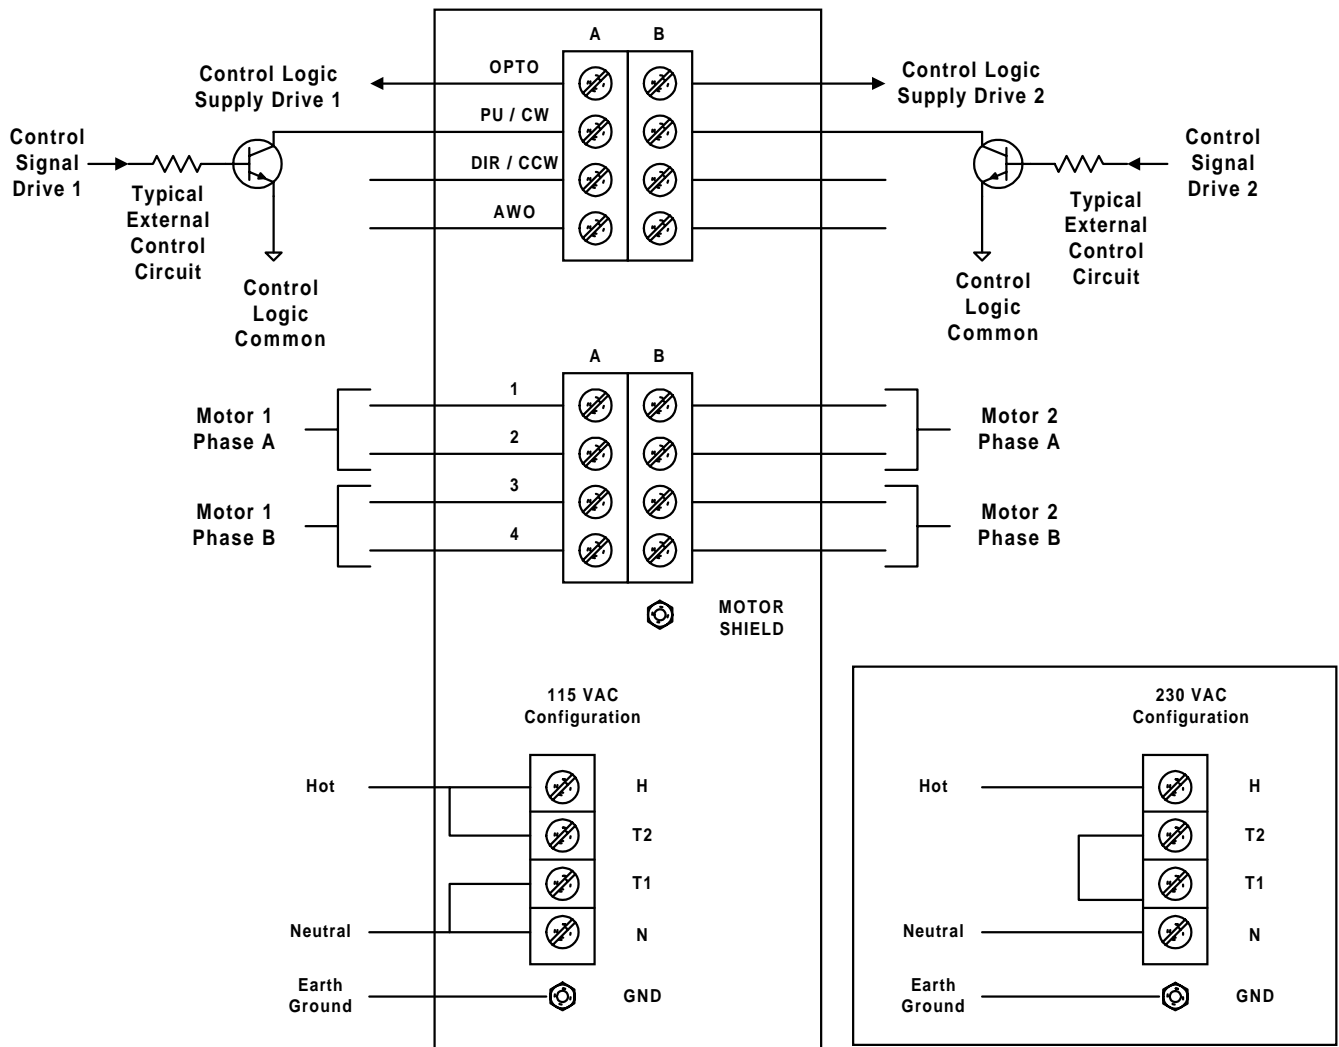 A B
OPTO
Control Logic
Supply Drive 1
Control Logic
Supply Drive 2
PU / CW
Control
Signal
Drive 1
Control
Signal
Drive 2
DIR / CCW
Typical
External
Control
Circuit
Typical
External
Control
Circuit
AWO
Control
Logic
Common
Control
Logic
Common
A B
1
Motor 1
Phase A
Motor 2
Phase A
2
3
Motor 1
Phase B
Motor 2
Phase B
4
MOTOR
SHIELD
115 VAC
Configuration
Hot
H
T2
T1
Neutral
N
Earth
Ground
GND
230 VAC
Configuration
Hot
H
T2
T1
Neutral
N
Earth
Ground
GND